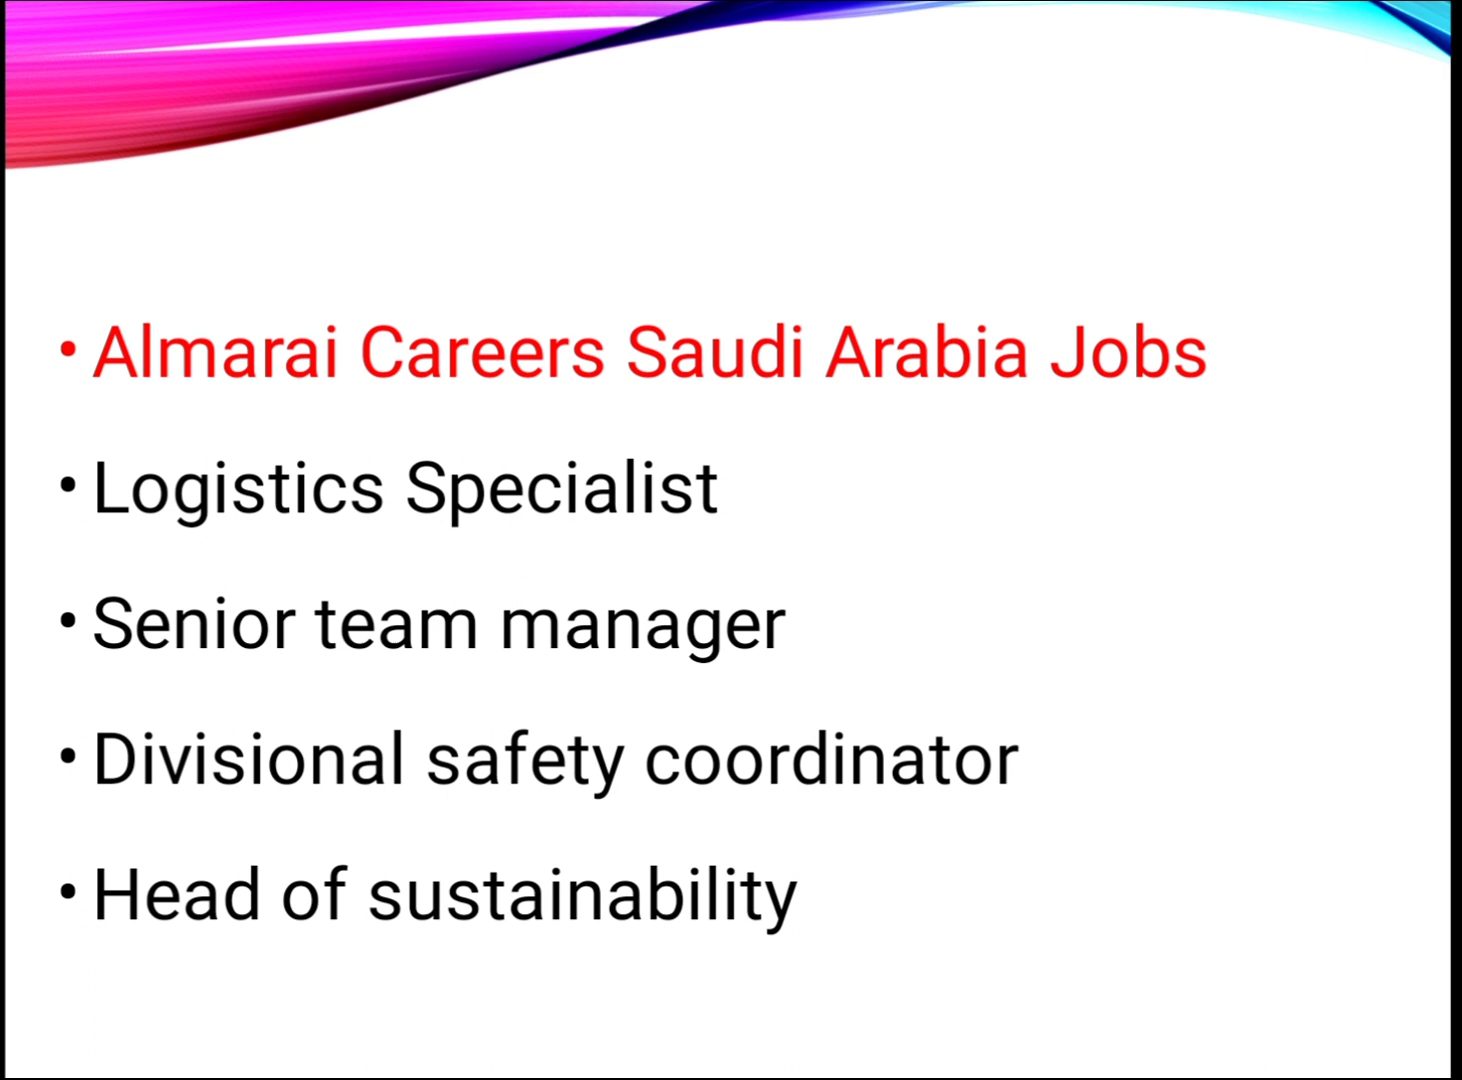 • Almarai Careers Saudi Arabia Jobs
• Logistics Specialist
• Senior team manager
• Divisional safety coordinator
• Head of sustainability